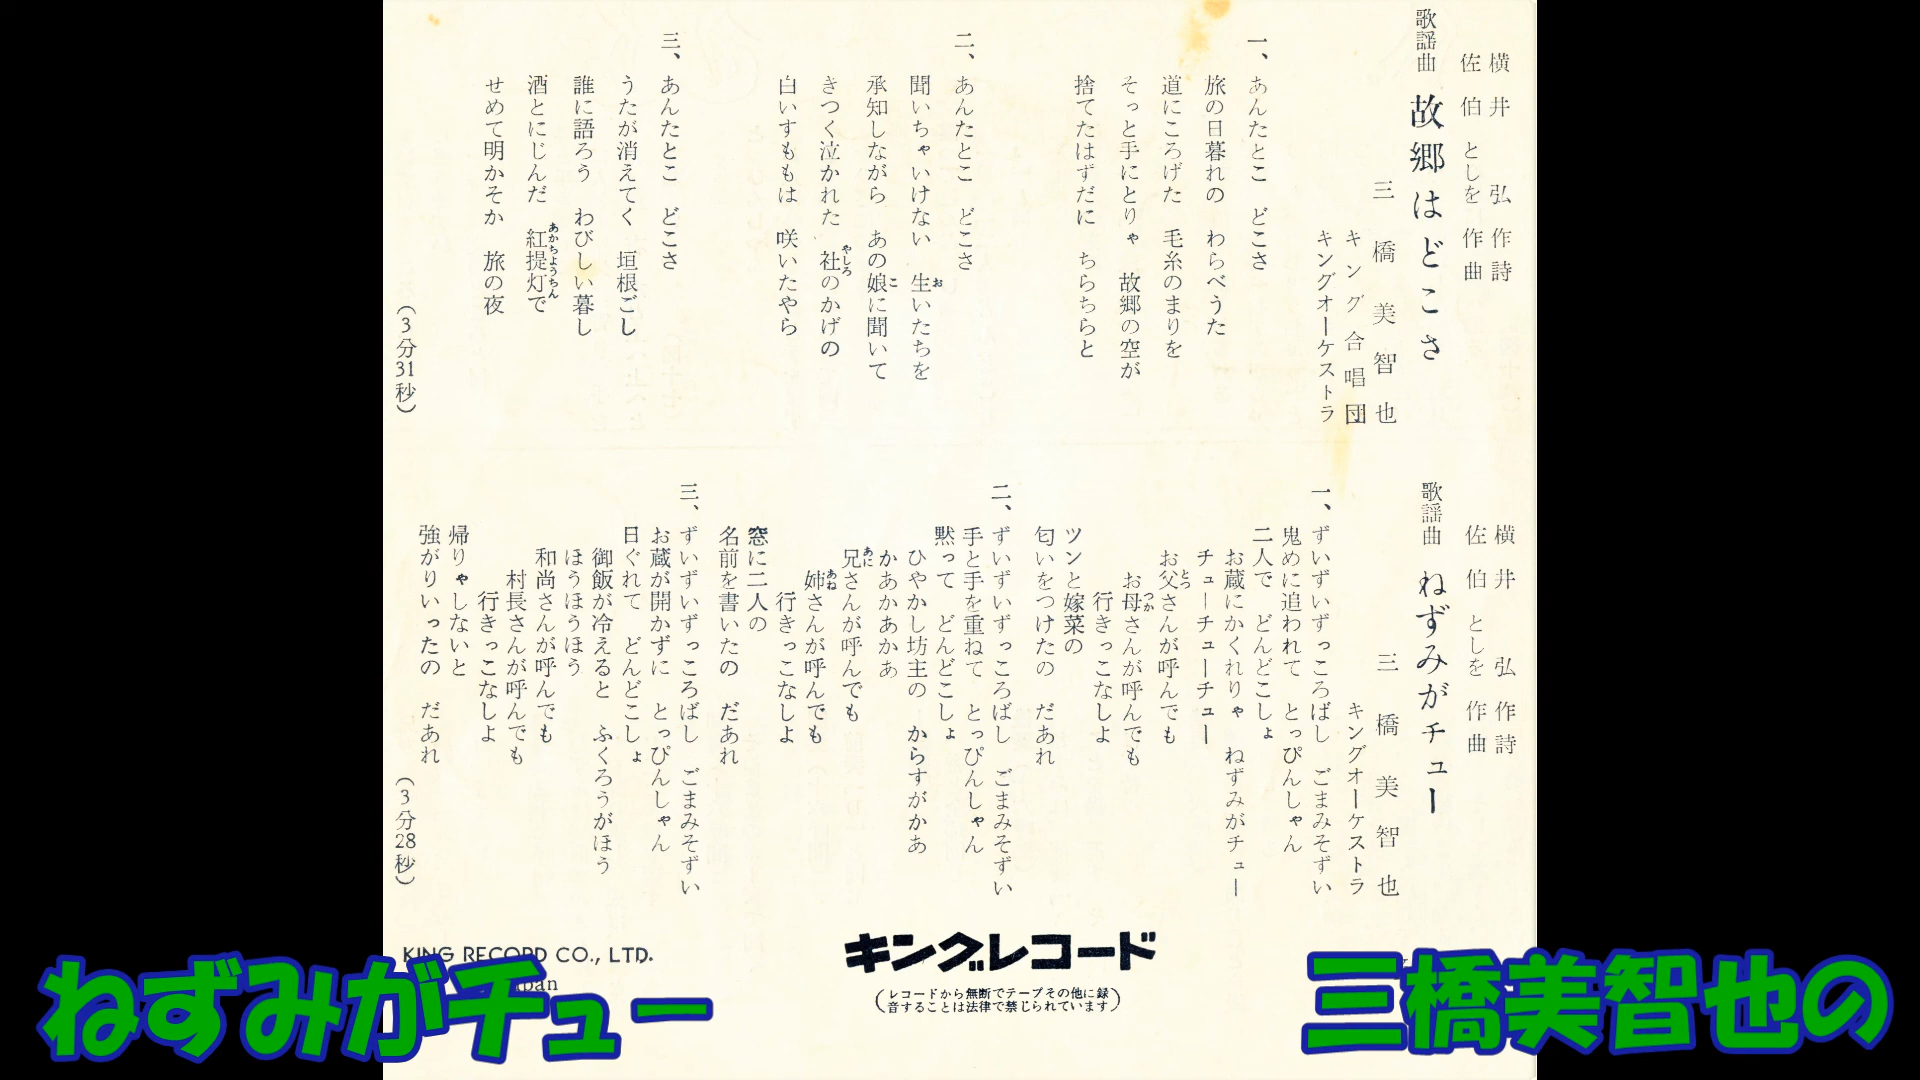 横井 弘 作詩
佐伯 としを 作曲
歌謡曲 故郷はどこさ
三橋美智也
キング合唱団
キングオーケストラ
一、あんたとこ どこさ
旅の日暮れの わらべうた
道にころげた 毛糸のまりを
そっと手にとりゃ 故郷の空が
捨てたはずだに ちらちらと
二、あんたとこ どこさ
聞いちゃいけない 生いたちを
お
承知しながら あの娘に聞いて
こ
きつく泣かれた 社のかげの
やしろ
白いすももは 咲いたやら
三、あんたとこ どこさ
うたが消えてく 垣根ごし
誰に語ろう わびしい暮し
酒とにじんだ 紅提灯で
あかちょうちん
せめて明かそか 旅の夜
(3分31秒)
横井 弘 作詩
佐伯 としを 作曲
歌謡曲 ねずみがチュー
三橋美智也
キングオーケストラ
一、ずいずいずっころばし ごまみそずい
鬼めに追われて とっぴんしゃん
二人で どんどこしょ
お蔵にかくれりゃ ねずみがチュー
チューチューチュー
お父さんが呼んでも
とっ
お母さんが呼んでも
つか
行きっこなしよ
ツンと嫁菜の
匂いをつけたの だあれ
二、ずいずいずっころばし ごまみそずい
手と手を重ねて とっぴんしゃん
黙って どんどこしょ
ひやかし坊主の からすがかあ
かあかあかあ
兄さんが呼んでも
あに
姉さんが呼んでも
あね
行きっこなしよ
窓に二人の
名前を書いたの だあれ
三、ずいずいずっころばし ごまみそずい
お蔵が開かずに とっぴんしゃん
日ぐれて どんどこしょ
御飯が冷えると ふくろうがほう
ほうほうほう
和尚さんが呼んでも
村長さんが呼んでも
行きっこなしよ
帰りゃしないと
強がりいったの だあれ
(3分28秒)
KING RECORD CO., LTD.
キングレコード
(レコードから無断でテープその他に録
音することは法律で禁じられています)
三橋美智也の
ねずみがチュー